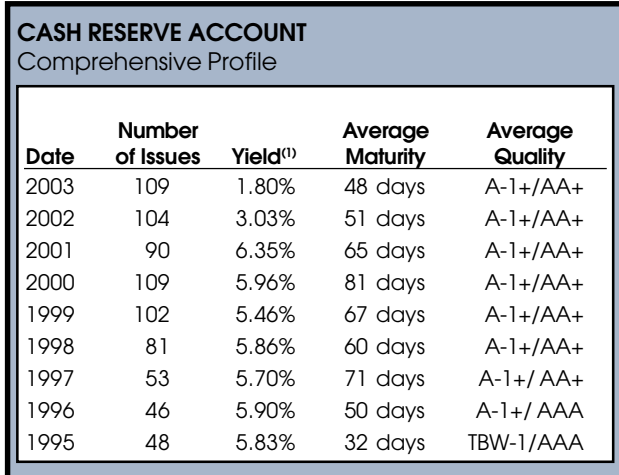 CASH RESERVE ACCOUNT
Comprehensive Profile
Number Average Average
Date of Issues Yield(1) Maturity Quality
2003 109 1.80% 48 days A-1+/AA+
2002 104 3.03% 51 days A-1+/AA+
2001 90 6.35% 65 days A-1+/AA+
2000 109 5.96% 81 days A-1+/AA+
1999 102 5.46% 67 days A-1+/AA+
1998 81 5.86% 60 days A-1+/AA+
1997 53 5.70% 71 days A-1+/ AA+
1996 46 5.90% 50 days A-1+/ AAA
1995 48 5.83% 32 days TBW-1/AAA